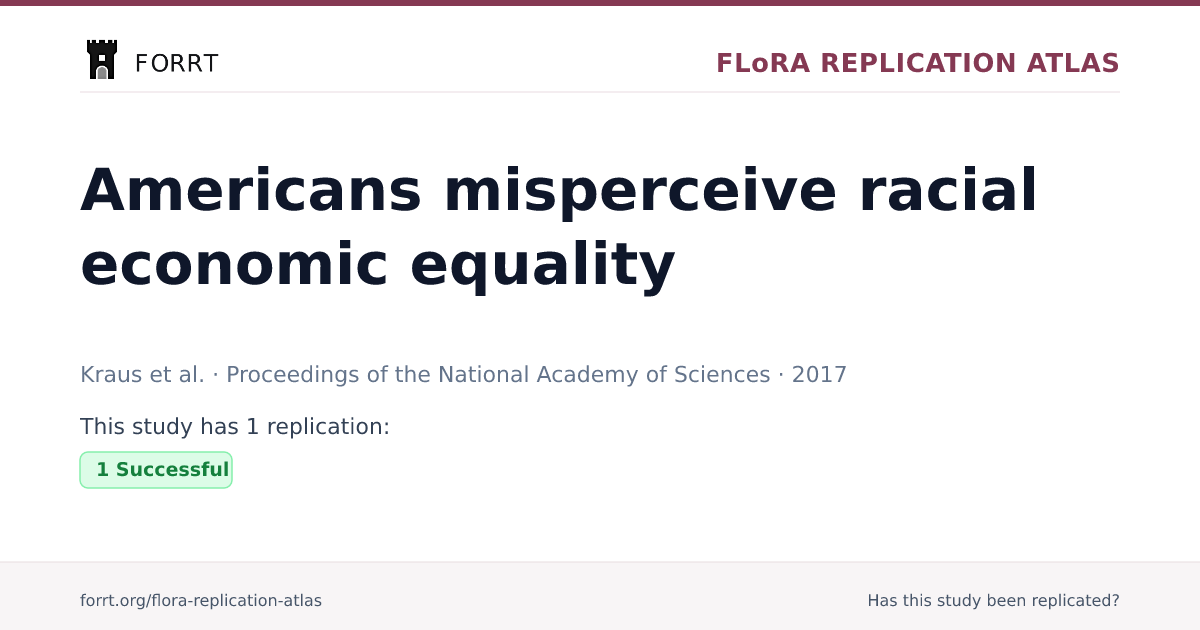 FORRT
FLoRA REPLICATION ATLAS
Americans misperceive racial
economic equality
Kraus et al. · Proceedings of the National Academy of Sciences · 2017
This study has 1 replication:
1 Successful
forrt.org/flora-replication-atlas
Has this study been replicated?